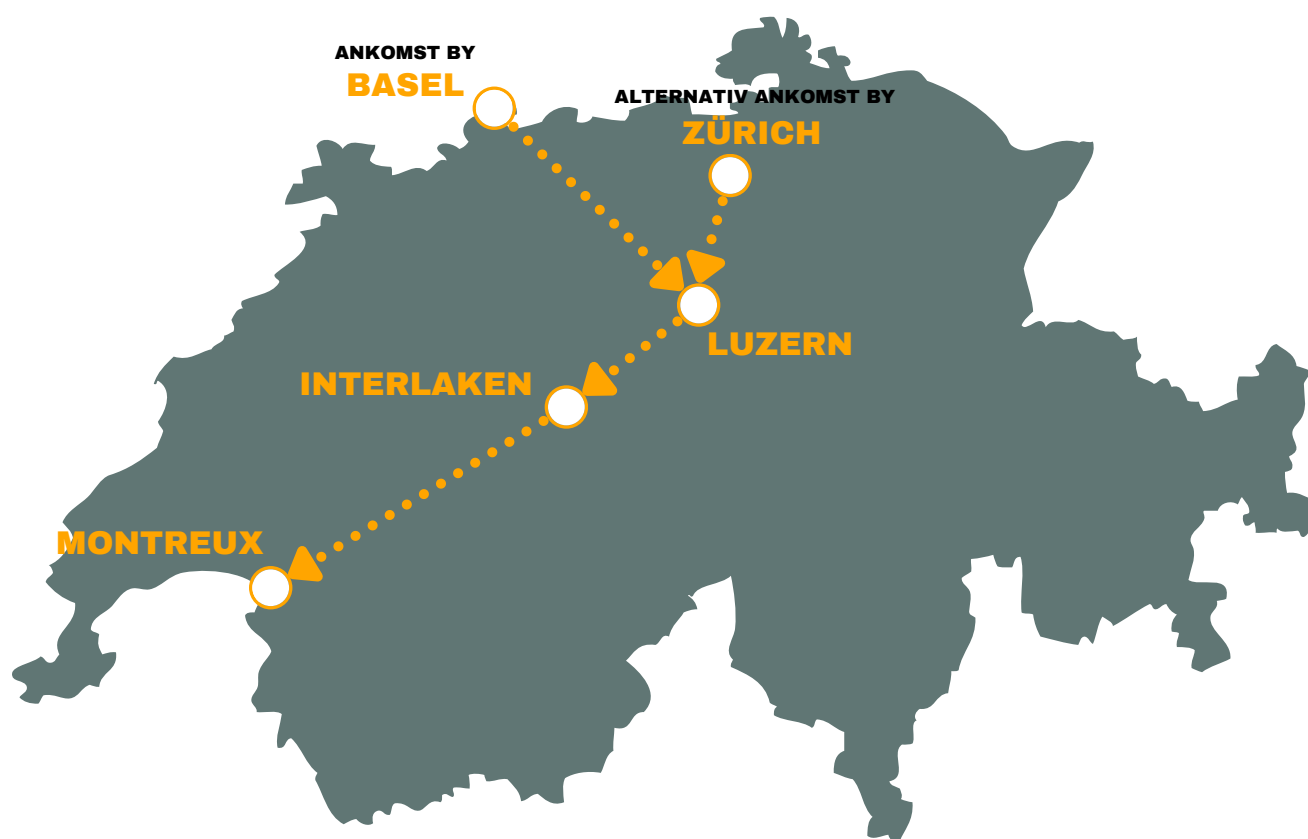 ANKOMST BY
BASEL
ALTERNATIV ANKOMST BY
ZÜRICH
LUZERN
INTERLAKEN
MONTREUX